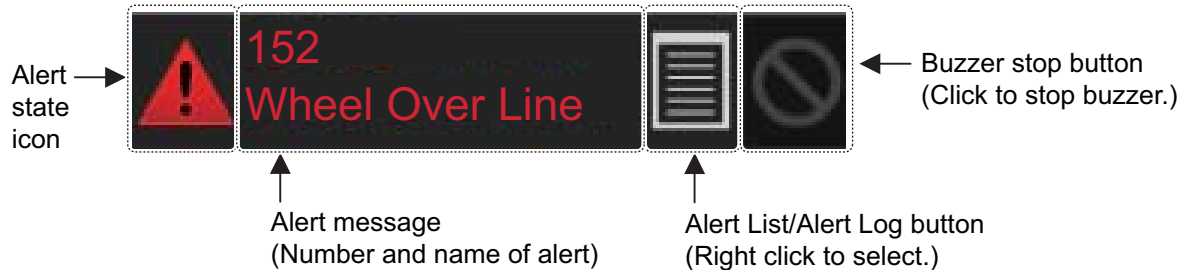 152
Wheel Over Line
Alert
state
icon
Buzzer stop button
(Click to stop buzzer.)
Alert message
(Number and name of alert)
Alert List/Alert Log button
(Right click to select.)